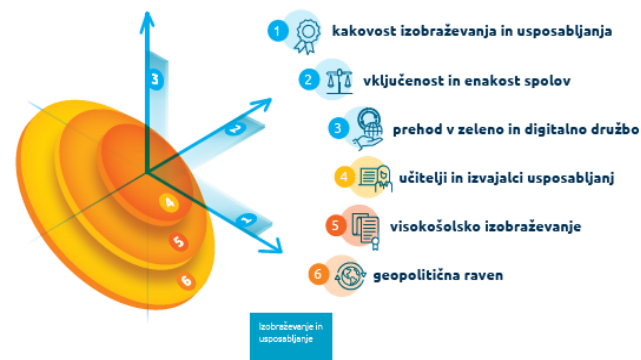 1 kakovost izobraževanja in usposabljanja
2 vključenost in enakost spolov
3 prehod v zeleno in digitalno družbo
4 učitelji in izvajalci usposabljanj
5 visokošolsko izobraževanje
6 geopolitična raven
3
2
1
4
5
6
Izobraževanje in
usposabljanje